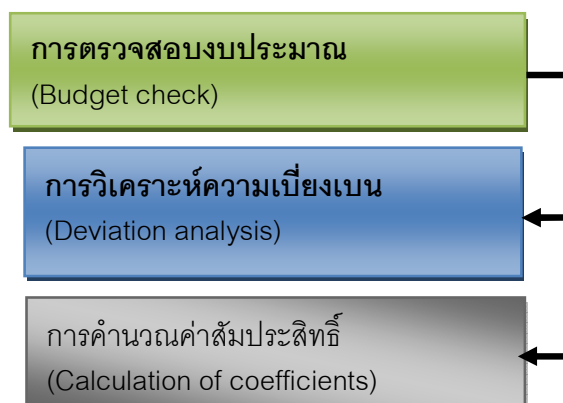 การตรวจสอบงบประมาณ
(Budget check)
การวิเคราะห์ความเบี่ยงเบน
(Deviation analysis)
การคำนวณค่าสัมประสิทธิ์
(Calculation of coefficients)